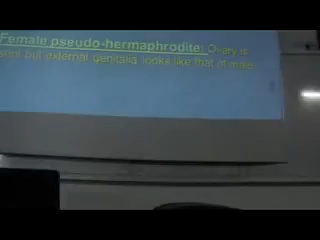 Female pseudo-hermaphrodite: Ovary is
but external genitalia looks like that of male